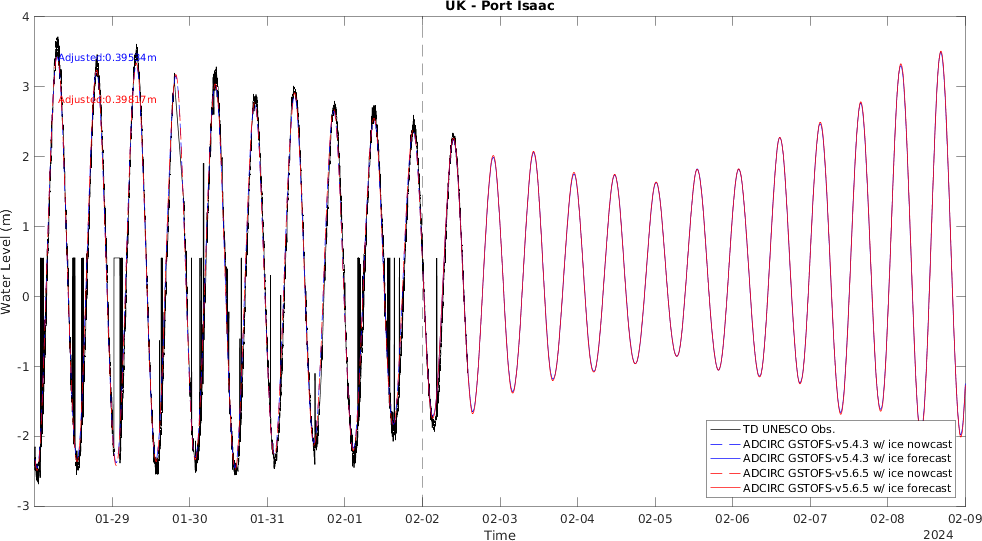 UK - Port Isaac
4
3
2
1
0
-1
-2
-3
Water Level (m)
Adjusted:0.39534m
Adjusted:0.39817m
TD UNESCO Obs.
ADCIRC GSTOFS-v5.4.3 w/ ice nowcast
ADCIRC GSTOFS-v5.4.3 w/ ice forecast
ADCIRC GSTOFS-v5.6.5 w/ ice nowcast
ADCIRC GSTOFS-v5.6.5 w/ ice forecast
01-29 01-30 01-31 02-01 02-02 02-03 02-04 02-05 02-06 02-07 02-08 02-09
Time
2024